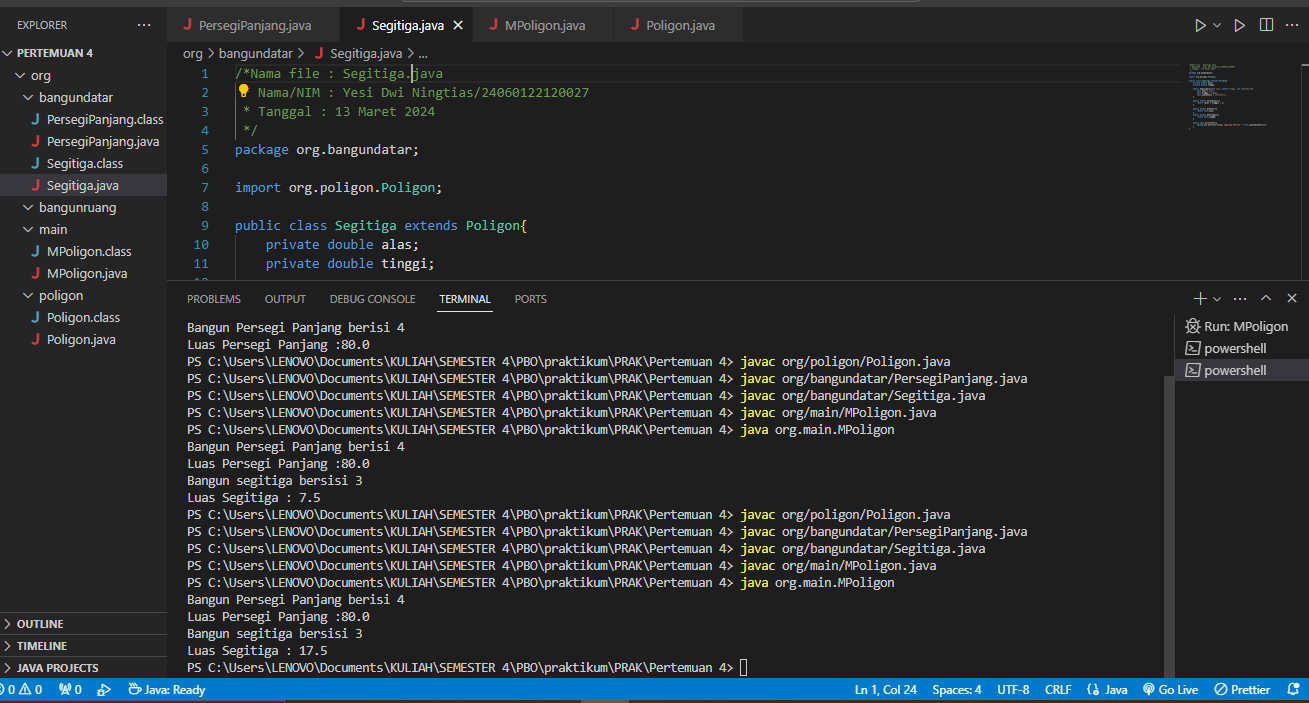 EXPLORER ...
PersegiPanjang.java Segitiga.java MPoligon.java Poligon.java
PERTEMUAN 4
org
bangundatar
PersegiPanjang.class
PersegiPanjang.java
Segitiga.class
Segitiga.java
bangunruang
main
MPoligon.class
MPoligon.java
poligon
Poligon.class
Poligon.java
OUTLINE
TIMELINE
JAVA PROJECTS
org > bangundatar > Segitiga.java > ...
1 /*Nama file : Segitiga.java
2 Nama/NIM : Yesi Dwi Ningtias/24060122120027
3 * Tanggal : 13 Maret 2024
4 */
5 package org.bangundatar;
6
7 import org.poligon.Poligon;
8
9 public class Segitiga extends Poligon{
10 private double alas;
11 private double tinggi;
PROBLEMS OUTPUT DEBUG CONSOLE TERMINAL PORTS
Bangun Persegi Panjang berisi 4
Luas Persegi Panjang :80.0
PS C:\Users\LENOVO\Documents\KULIAH\SEMESTER 4\PBO\praktikum\PRAK\Pertemuan 4> javac org/poligon/Poligon.java
PS C:\Users\LENOVO\Documents\KULIAH\SEMESTER 4\PBO\praktikum\PRAK\Pertemuan 4> javac org/bangundatar/PersegiPanjang.java
PS C:\Users\LENOVO\Documents\KULIAH\SEMESTER 4\PBO\praktikum\PRAK\Pertemuan 4> javac org/bangundatar/Segitiga.java
PS C:\Users\LENOVO\Documents\KULIAH\SEMESTER 4\PBO\praktikum\PRAK\Pertemuan 4> javac org/main/MPoligon.java
PS C:\Users\LENOVO\Documents\KULIAH\SEMESTER 4\PBO\praktikum\PRAK\Pertemuan 4> java org.main.MPoligon
Bangun Persegi Panjang berisi 4
Luas Persegi Panjang :80.0
Bangun segitiga bersisi 3
Luas Segitiga : 7.5
PS C:\Users\LENOVO\Documents\KULIAH\SEMESTER 4\PBO\praktikum\PRAK\Pertemuan 4> javac org/poligon/Poligon.java
PS C:\Users\LENOVO\Documents\KULIAH\SEMESTER 4\PBO\praktikum\PRAK\Pertemuan 4> javac org/bangundatar/PersegiPanjang.java
PS C:\Users\LENOVO\Documents\KULIAH\SEMESTER 4\PBO\praktikum\PRAK\Pertemuan 4> javac org/bangundatar/Segitiga.java
PS C:\Users\LENOVO\Documents\KULIAH\SEMESTER 4\PBO\praktikum\PRAK\Pertemuan 4> javac org/main/MPoligon.java
PS C:\Users\LENOVO\Documents\KULIAH\SEMESTER 4\PBO\praktikum\PRAK\Pertemuan 4> java org.main.MPoligon
Bangun Persegi Panjang berisi 4
Luas Persegi Panjang :80.0
Bangun segitiga bersisi 3
Luas Segitiga : 17.5
PS C:\Users\LENOVO\Documents\KULIAH\SEMESTER 4\PBO\praktikum\PRAK\Pertemuan 4>
Run: MPoligon
powershell
powershell
0 0 0 Java: Ready Ln 1, Col 24 Spaces: 4 UTF-8 CRLF Java Go Live Prettier